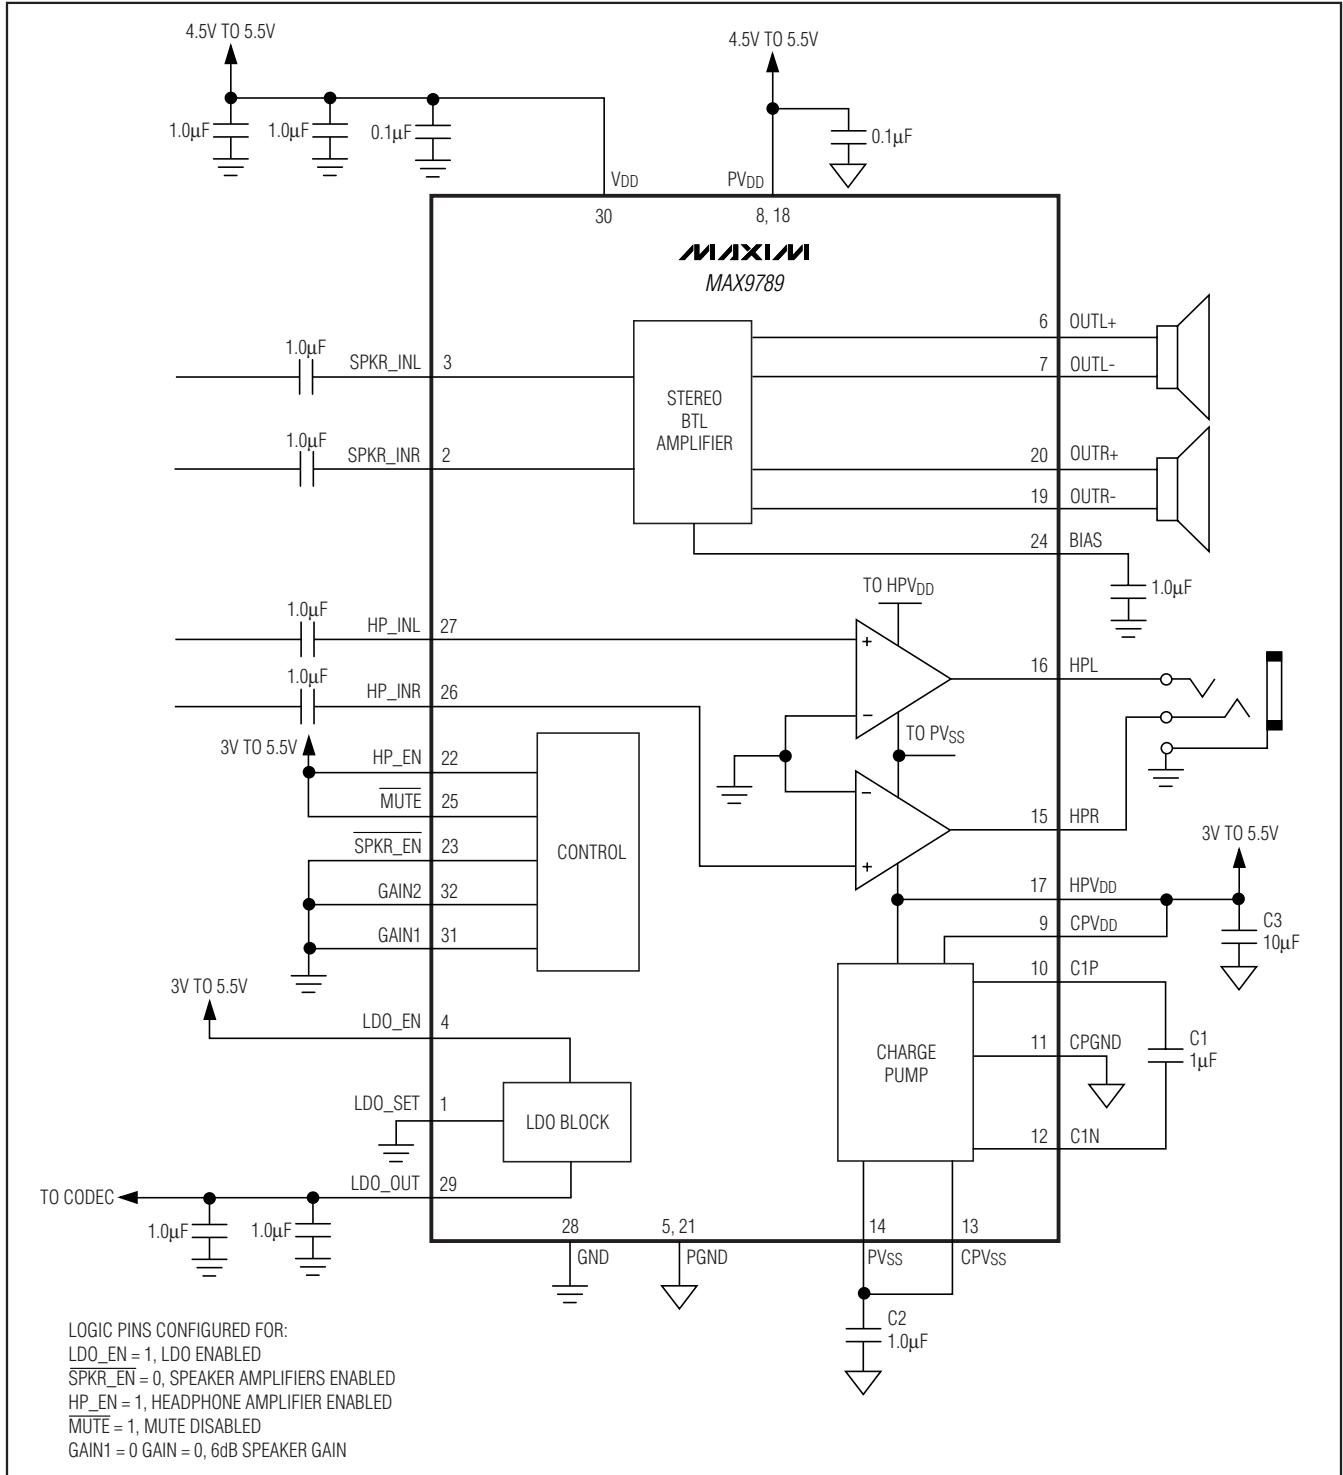 4.5V TO 5.5V
4.5V TO 5.5V
1.0µF
1.0µF
0.1µF
0.1µF
VDD
PVDD
30
8, 18
MAXIM
MAX9789
STEREO
BTL
AMPLIFIER
1.0µF
SPKR_INL
3
1.0µF
SPKR_INR
2
6
OUTL+
7
OUTL-
20
OUTR+
19
OUTR-
24
BIAS
1.0µF
TO HPVDD
1.0µF
HP_INL
27
1.0µF
HP_INR
26
+
−
TO PVSS
−
+
16
HPL
15
HPR
3V TO 5.5V
HP_EN
22
MUTE
25
SPKR_EN
23
GAIN2
32
GAIN1
31
CONTROL
3V TO 5.5V
17
HPVDD
9
CPVDD
C3
10µF
10
C1P
11
CPGND
C1
1µF
12
C1N
CHARGE
PUMP
3V TO 5.5V
LDO_EN
4
LDO_SET
1
LDO BLOCK
LDO_OUT
29
TO CODEC
1.0µF
1.0µF
28
GND
5, 21
PGND
14
PVSS
13
CPVSS
C2
1.0µF
LOGIC PINS CONFIGURED FOR:
LDO_EN = 1, LDO ENABLED
SPKR_EN = 0, SPEAKER AMPLIFIERS ENABLED
HP_EN = 1, HEADPHONE AMPLIFIER ENABLED
MUTE = 1, MUTE DISABLED
GAIN1 = 0 GAIN = 0, 6dB SPEAKER GAIN